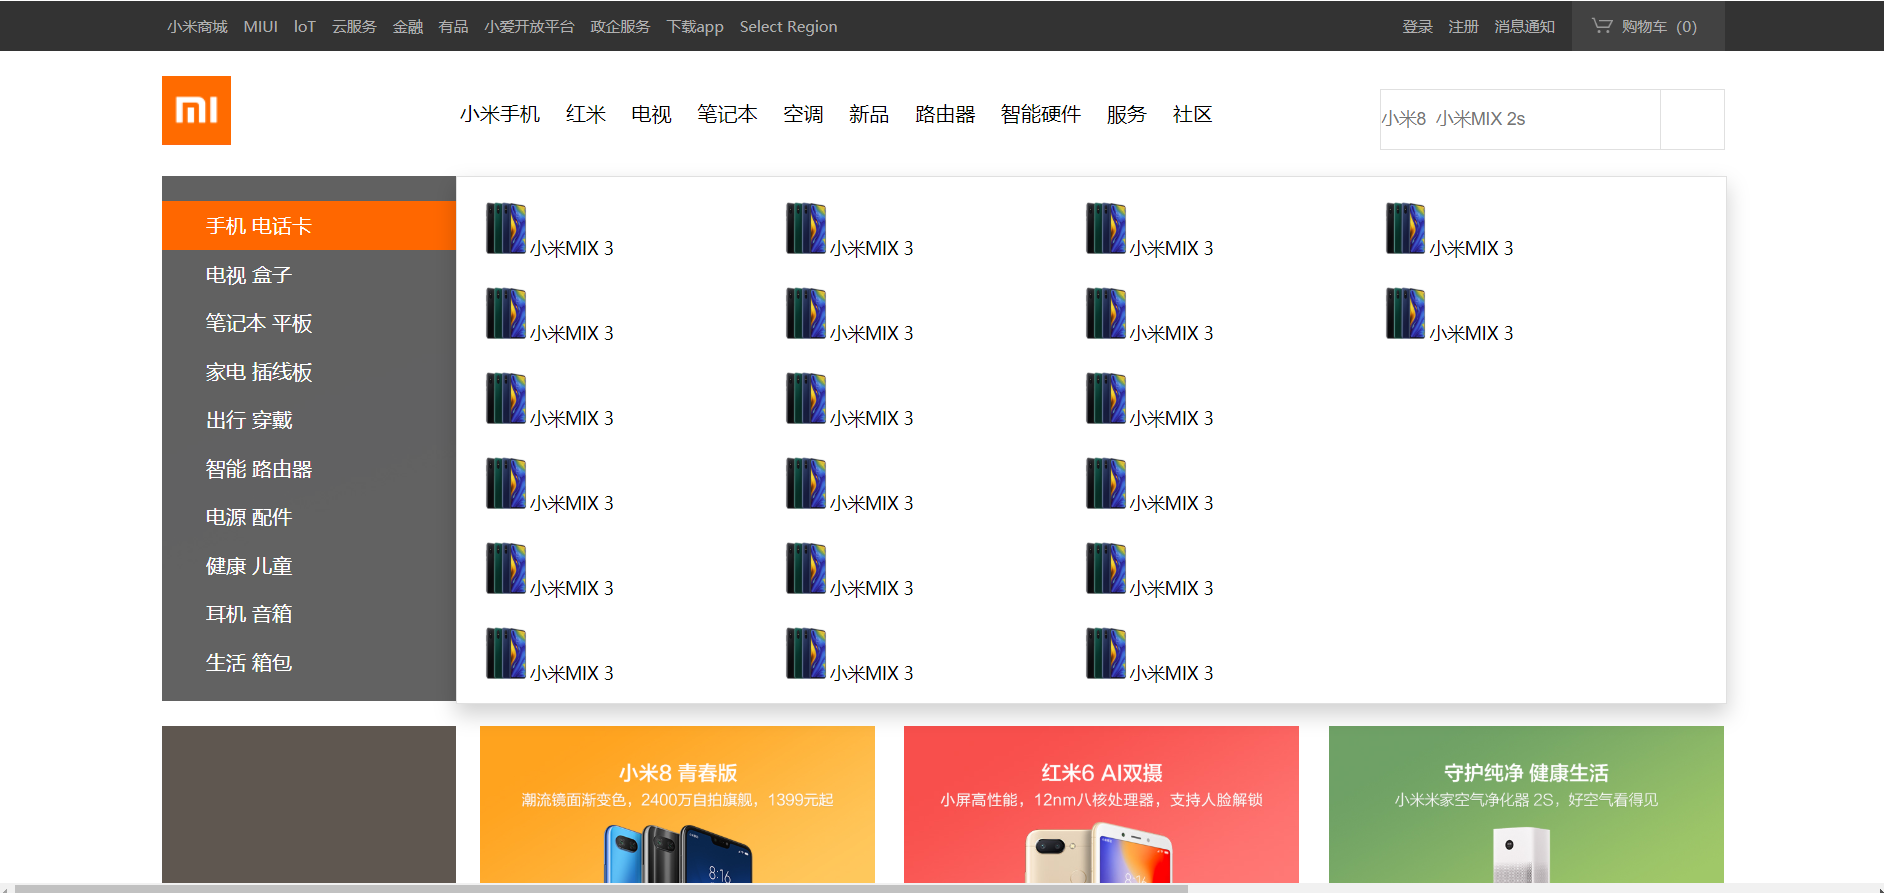 小米商城 MIUI loT 云服务 金融 有品 小爱开放平台 政企服务 下载app Select Region 登录 注册 消息通知 购物车 (0)
mi 小米手机 红米 电视 笔记本 空调 新品 路由器 智能硬件 服务 社区 小米8 小米MIX 2s
手机 电话卡
电视 盒子
笔记本 平板
家电 插线板
出行 穿戴
智能 路由器
电源 配件
健康 儿童
耳机 音箱
生活 箱包
小米MIX 3 小米MIX 3 小米MIX 3 小米MIX 3
小米MIX 3 小米MIX 3 小米MIX 3 小米MIX 3
小米MIX 3 小米MIX 3 小米MIX 3
小米MIX 3 小米MIX 3 小米MIX 3
小米MIX 3 小米MIX 3 小米MIX 3
小米MIX 3 小米MIX 3 小米MIX 3
小米8 青春版
潮流镜面渐变色，2400万自拍旗舰，1399元起
8:16
红米6 AI双摄
小屏高性能，12nm八核处理器，支持人脸解锁
8:16
守护纯净 健康生活
小米米家空气净化器 2S，好空气看得见